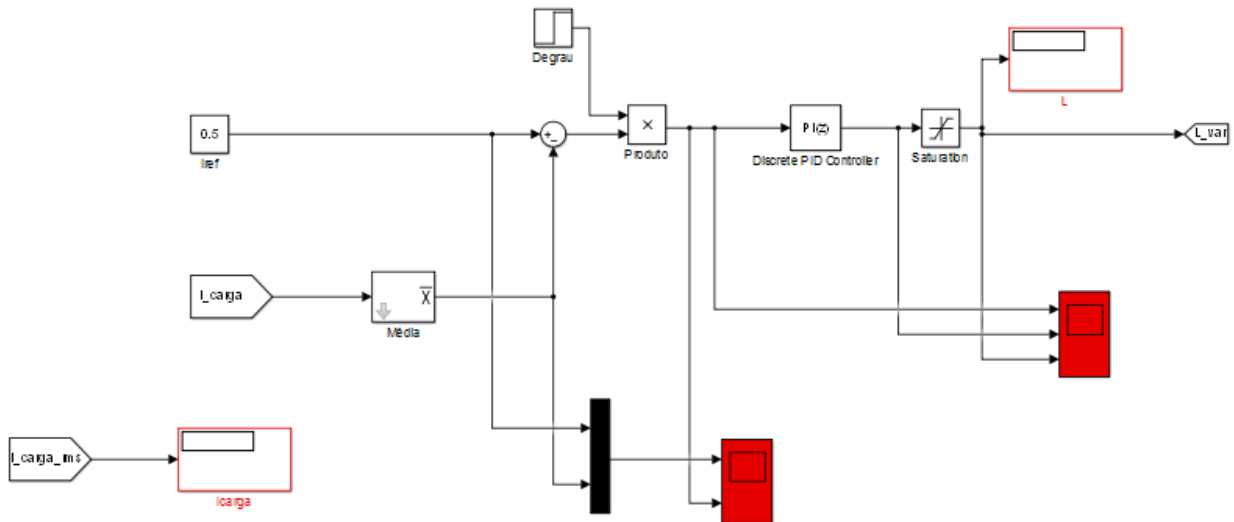 Degrau
L
0.5
Iref
+
-
×
Produto
PI(z)
Discrete PID Controller
Saturation
L_var
I_carga
X
Média
I_carga_rms
Icarga